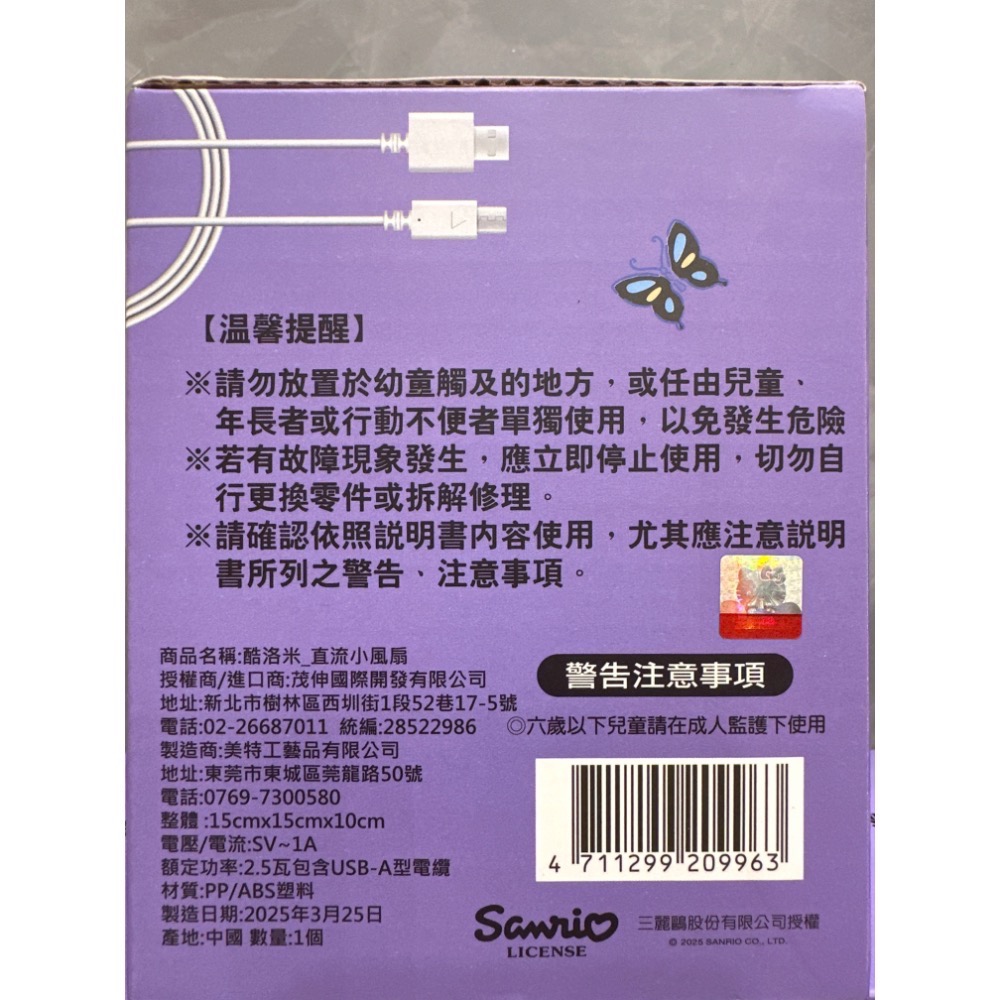 【温馨提醒】
※請勿放置於幼童觸及的地方，或任由兒童、
年長者或行動不便者單獨使用，以免發生危險
※若有故障現象發生，應立即停止使用，切勿自
行更換零件或拆解修理。
※請確認依照說明書內容使用，尤其應注意說明
書所列之警告、注意事項。
商品名稱:酷洛米_直流小風扇
授權商/進口商:茂伸國際開發有限公司
地址:新北市樹林區西圳街1段52巷17-5號
電話:02-26687011 統編:28522986
製造商:美特工藝品有限公司
地址:東莞市東城區莞龍路50號
電話:0769-7300580
整體 :15cmx15cmx10cm
電壓/電流:SV~1A
額定功率:2.5瓦包含USB-A型電纜
材質:PP/ABS塑料
製造日期:2025年3月25日
產地:中國 數量:1個
警告注意事項
◎六歲以下兒童請在成人監護下使用
4 711299 209963
Sanrio
LICENSE
三麗鷗股份有限公司授權
© 2025 SANRIO CO., LTD.